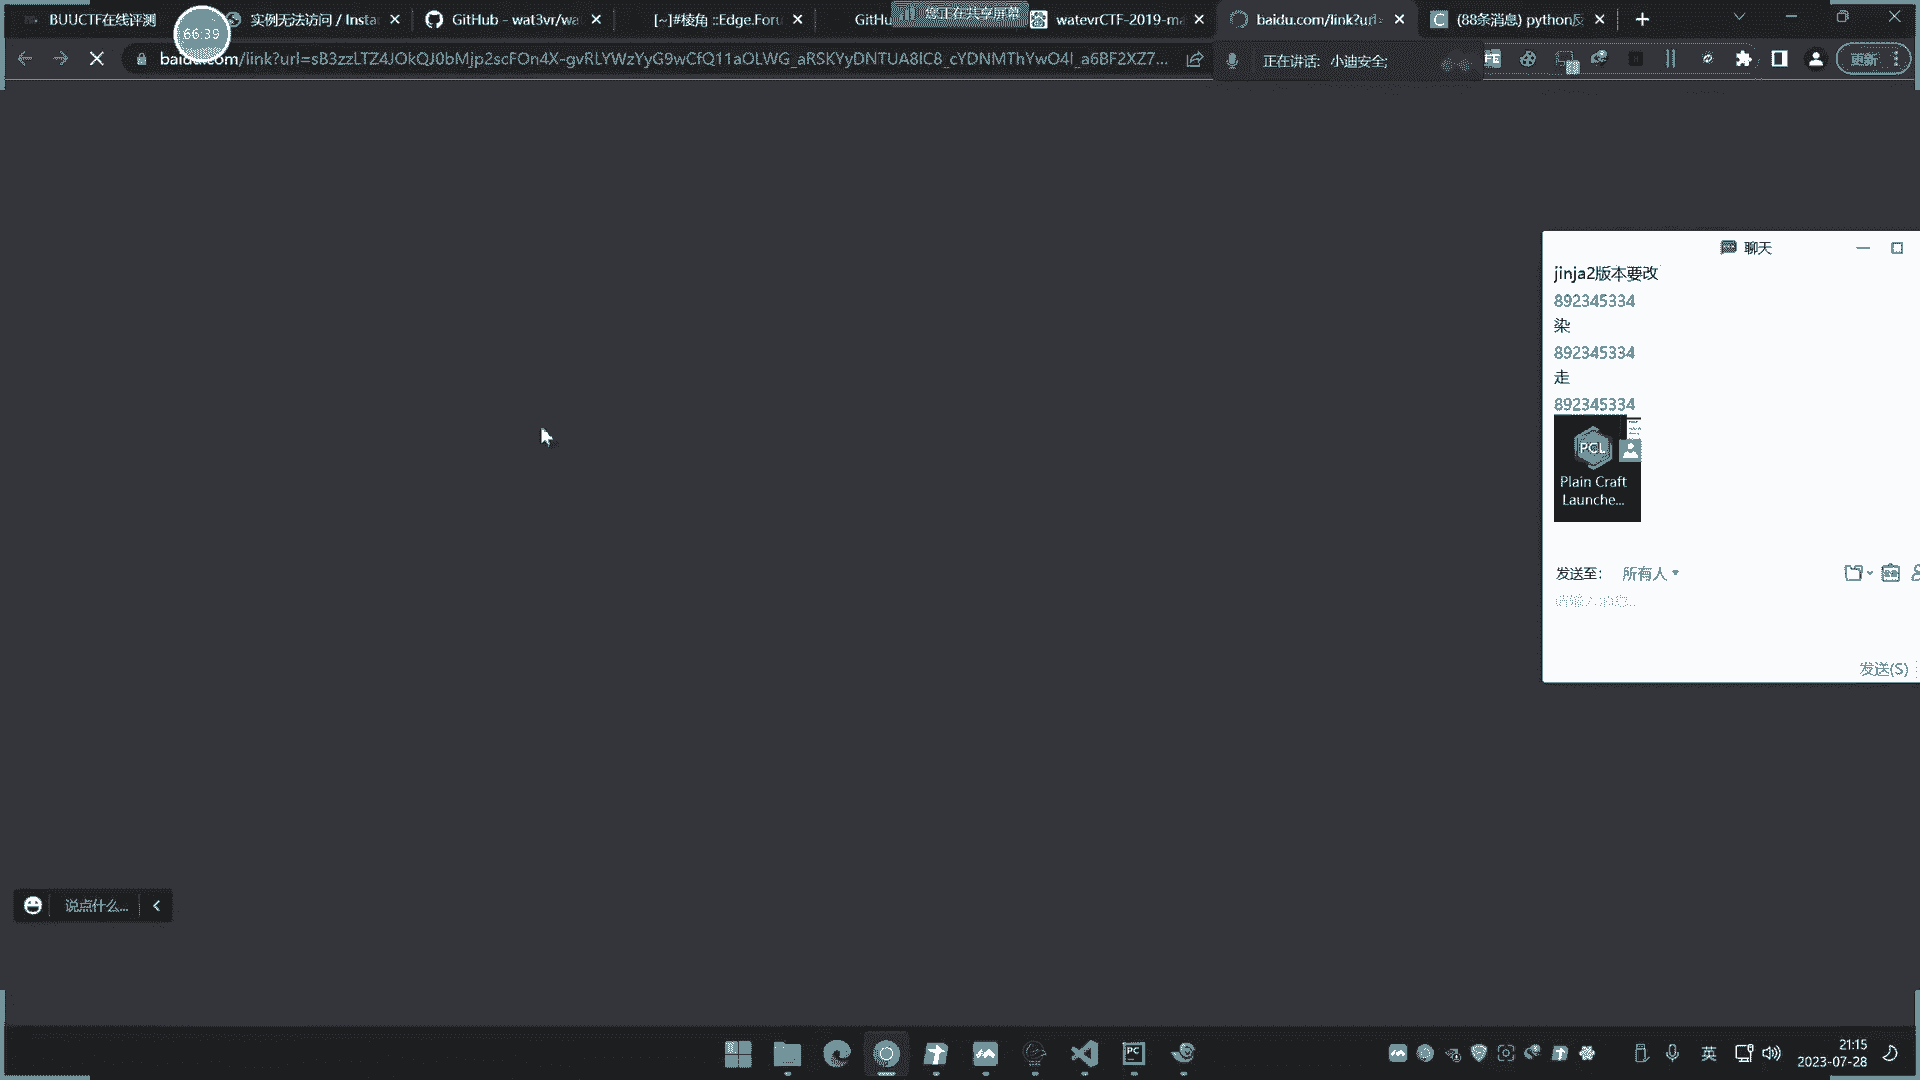 BUUCTF在线评测
66:39
实例无法访问 / Insta
GitHub - wat3vr/wa
[~]#棱角 ::Edge.Foru
GitHu
您正在共享屏幕
watevrCTF-2019-ma
baidu.com/link?url=
(88条消息) python反
baidu.com/link?url=sB3zzLTZ4JOkQJ0bMjp2scFOn4X-gvRLYWzYyG9wCfQ11aOLWG_aRSKYyDNTUA8IC8_cYDNMThYwO4I_a6BF2XZ7...
正在讲话: 小迪安全;
更新
聊天
jinja2版本要改
892345334
染
892345334
走
892345334
PCL
Plain Craft
Launche...
发送至: 所有人
请输入消息...
发送(S)
说点什么...
英
21:15
2023-07-28